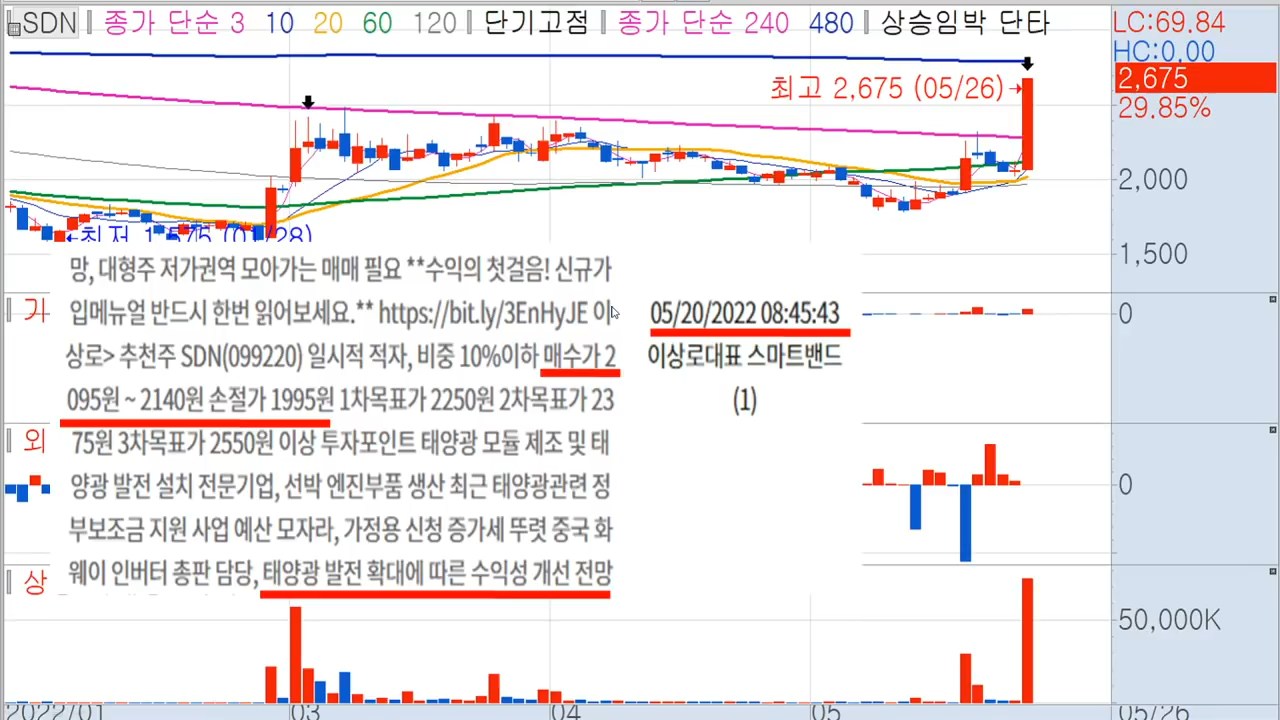 SDN 종가 단순 3 10 20 60 120 단기고점 종가 단순 240 480 상승임박 단타
LC:69.84
HC:0.00
2,675
29.85%
최고 2,675 (05/26)
2,000
1,500
←최저 1,575 (01/28)
망, 대형주 저가권역 모아가는 매매 필요 **수익의 첫걸음! 신규가
입메뉴얼 반드시 한번 읽어보세요.** https://bit.ly/3EnHyJE 이
상로> 추천주 SDN(099220) 일시적 적자, 비중 10%이하 매수가 2
095원 ~ 2140원 손절가 1995원 1차목표가 2250원 2차목표가 23
75원 3차목표가 2550원 이상 투자포인트 태양광 모듈 제조 및 태
양광 발전 설치 전문기업, 선박 엔진부품 생산 최근 태양광관련 정
부보조금 지원 사업 예산 모자라, 가정용 신청 증가세 뚜렷 중국 화
웨이 인버터 총판 담당, 태양광 발전 확대에 따른 수익성 개선 전망
05/20/2022 08:45:43
이상로대표 스마트밴드
(1)
가
0
외
0
상
50,000K
2022/01 03 04 05 05/26